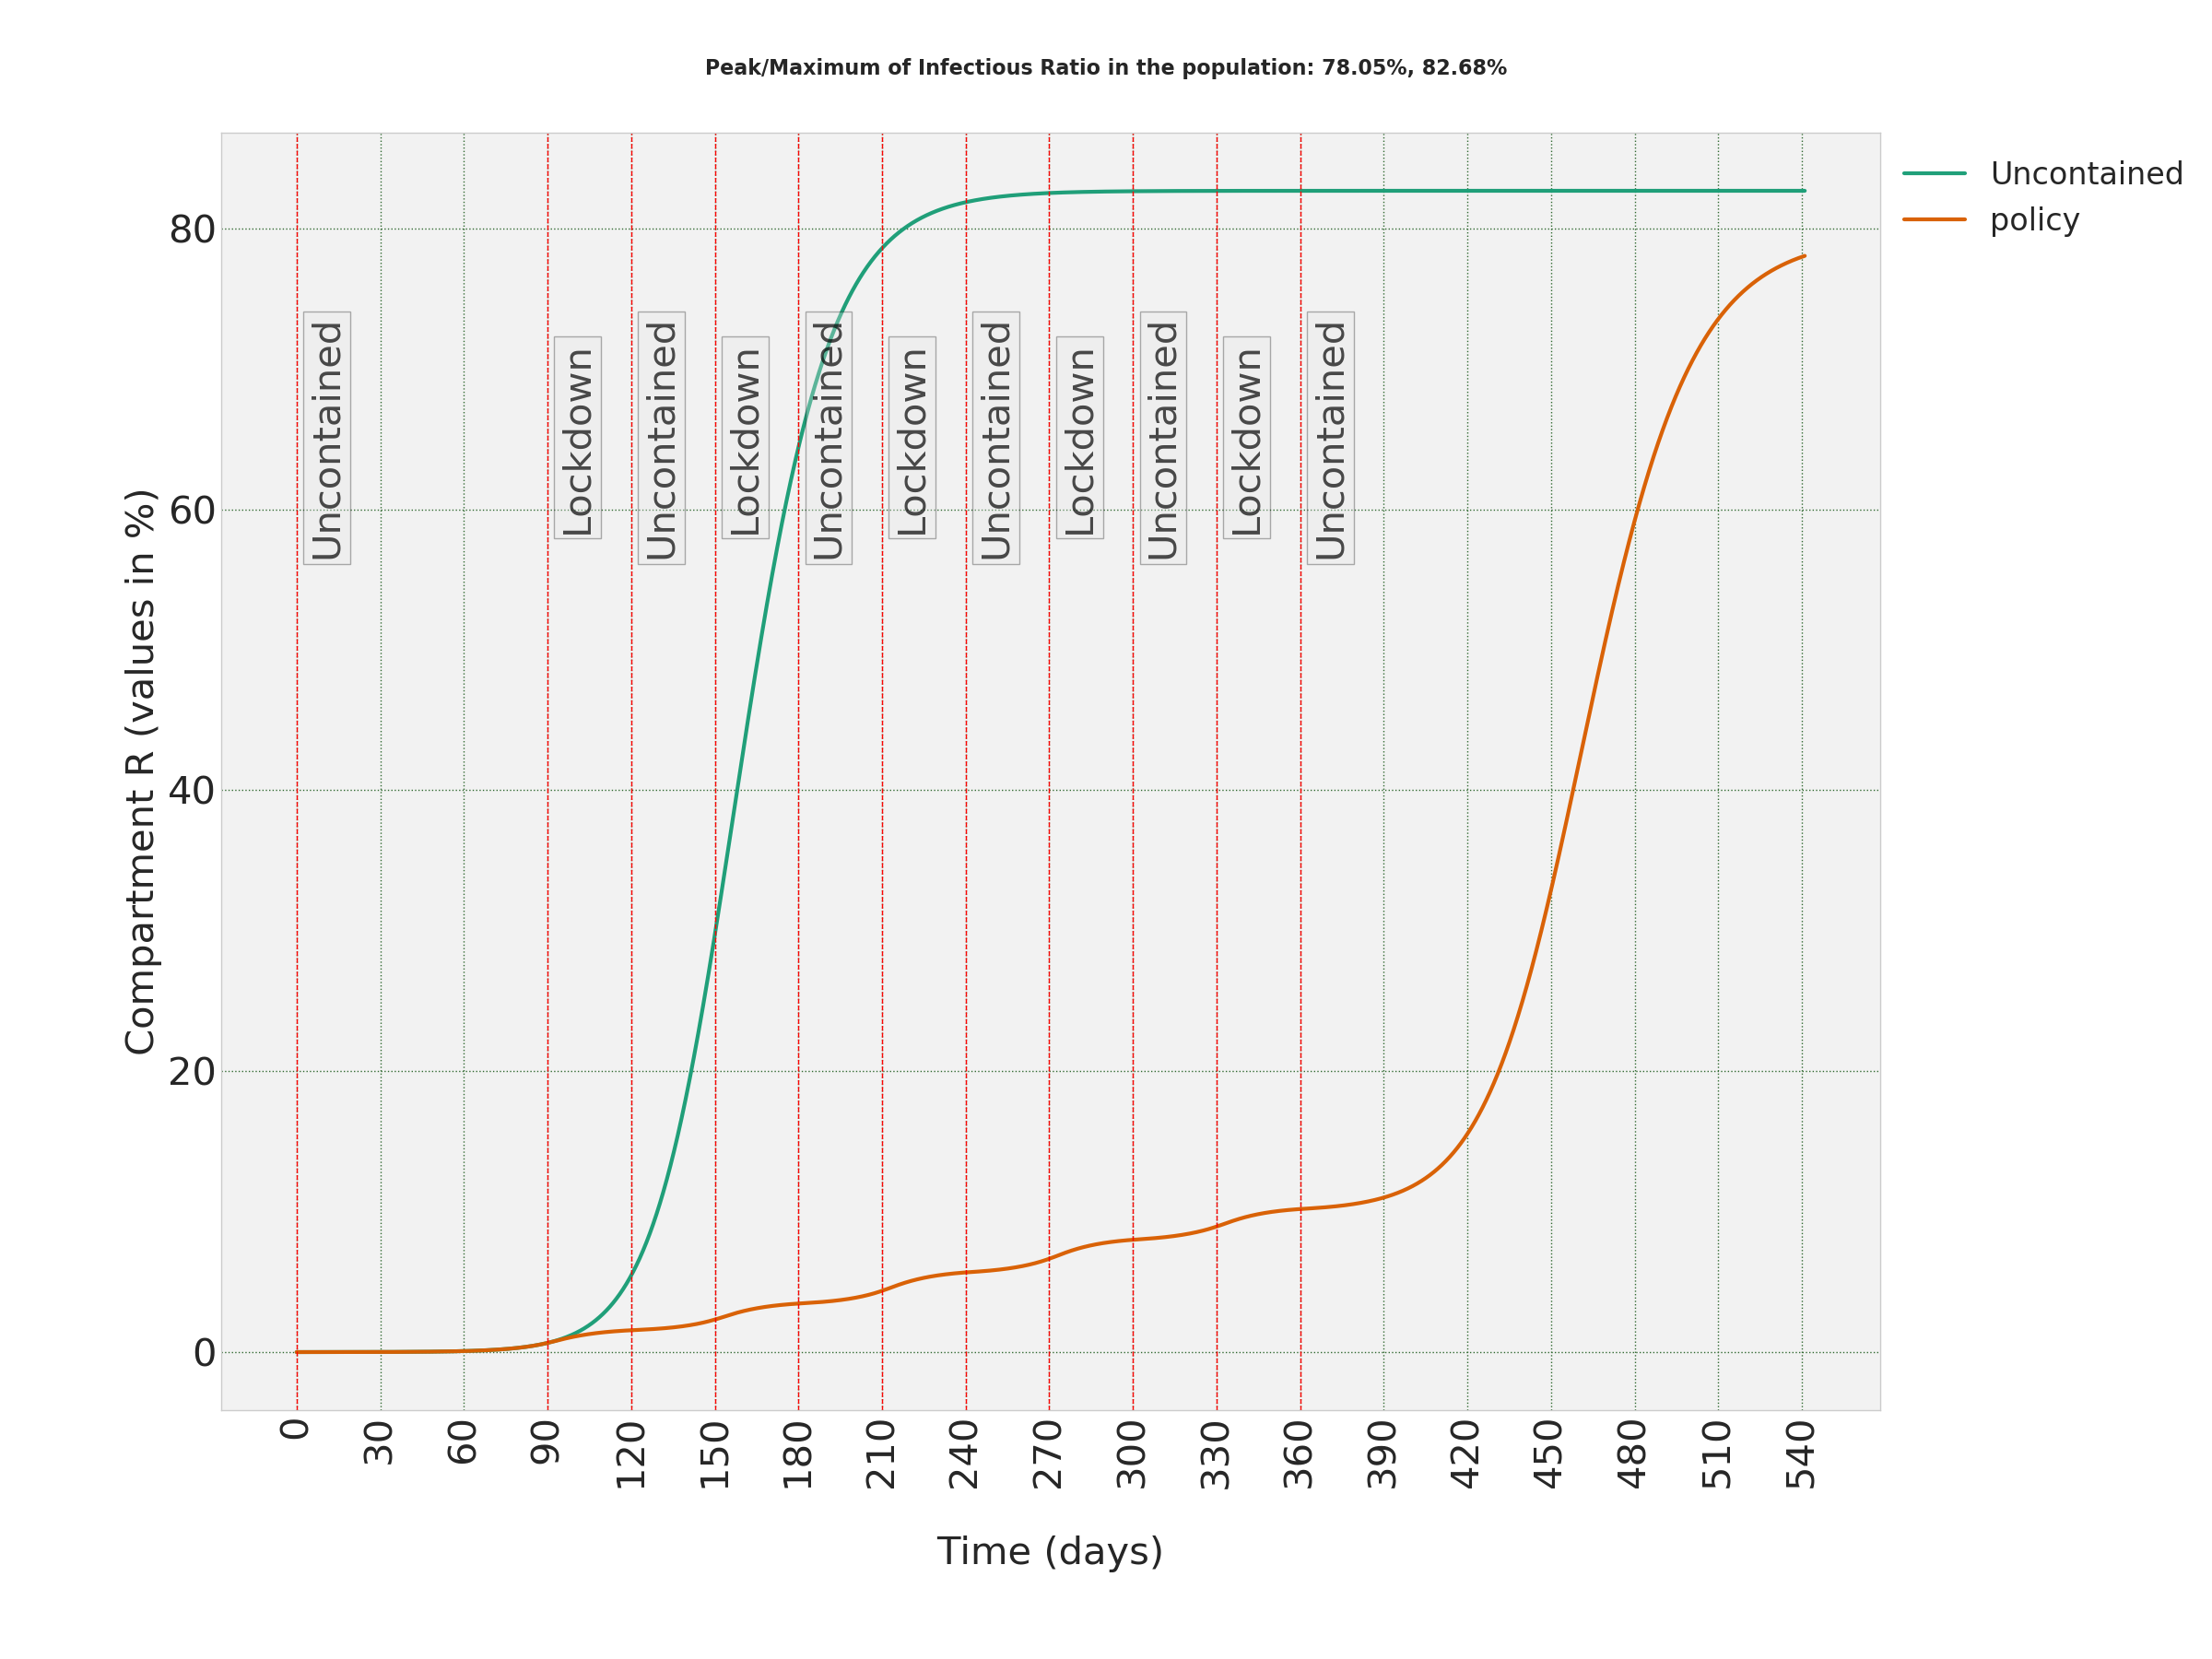 Peak/Maximum of Infectious Ratio in the population: 78.05%, 82.68%
Uncontained
policy
Compartment R (values in %)
80
60
40
20
0
Uncontained
Lockdown
Uncontained
Lockdown
Uncontained
Lockdown
Uncontained
Lockdown
Uncontained
Lockdown
Uncontained
0
30
60
90
120
150
180
210
240
270
300
330
360
390
420
450
480
510
540
Time (days)